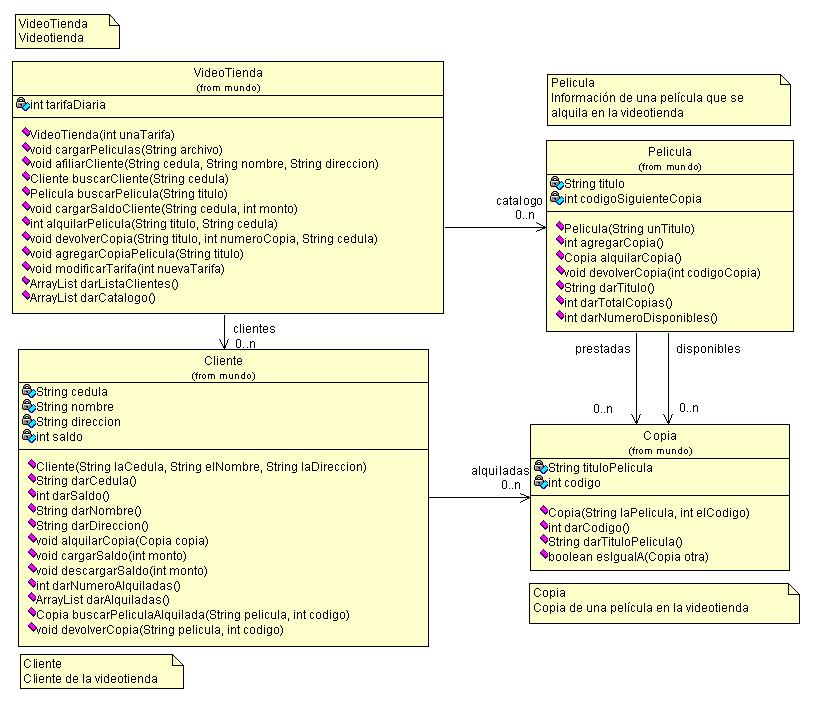 VideoTienda
Videotienda
VideoTienda
(from mundo)
int tarifaDiaria
VideoTienda(int unaTarifa)
void cargarPeliculas(String archivo)
void afiliarCliente(String cedula, String nombre, String direccion)
Cliente buscarCliente(String cedula)
Pelicula buscarPelicula(String titulo)
void cargarSaldoCliente(String cedula, int monto)
int alquilarPelicula(String titulo, String cedula)
void devolverCopia(String titulo, int numeroCopia, String cedula)
void agregarCopiaPelicula(String titulo)
void modificarTarifa(int nuevaTarifa)
ArrayList darListaClientes()
ArrayList darCatalogo()
Pelicula
Información de una película que se
alquila en la videotienda
catalogo
0..n
Pelicula
(from mundo)
String titulo
int codigoSiguienteCopia
Pelicula(String unTitulo)
int agregarCopia()
Copia alquilarCopia()
void devolverCopia(int codigoCopia)
String darTitulo()
int darTotalCopias()
int darNumeroDisponibles()
clientes
0..n
prestadas
disponibles
0..n
0..n
Cliente
(from mundo)
String cedula
String nombre
String direccion
int saldo
Cliente(String laCedula, String elNombre, String laDireccion)
String darCedula()
int darSaldo()
String darNombre()
String darDireccion()
void alquilarCopia(Copia copia)
void cargarSaldo(int monto)
void descargarSaldo(int monto)
int darNumeroAlquiladas()
ArrayList darAlquiladas()
Copia buscarPeliculaAlquilada(String pelicula, int codigo)
void devolverCopia(String pelicula, int codigo)
alquiladas
0..n
Copia
(from mundo)
String tituloPelicula
int codigo
Copia(String laPelicula, int elCodigo)
int darCodigo()
String darTituloPelicula()
boolean esIgualA(Copia otra)
Copia
Copia de una película en la videotienda
Cliente
Cliente de la videotienda